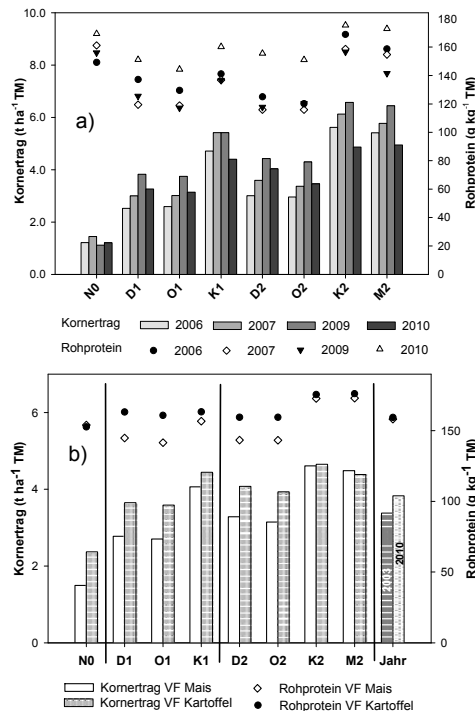 a)
Kornertrag (t ha⁻¹ TM)
10.0
8.0
6.0
4.0
2.0
0.0
Rohprotein (g kg⁻¹ TM)
180
160
140
120
100
80
60
40
20
0
N0 D1 O1 K1 D2 O2 K2 M2
Kornertrag 2006 2007 2009 2010
Rohprotein
2006 2007 2009 2010
b)
Kornertrag (t ha⁻¹ TM)
6
4
2
0
Rohprotein (g kg⁻¹ TM)
150
100
50
0
2003
2010
N0 D1 O1 K1 D2 O2 K2 M2 Jahr
Kornertrag VF Mais Rohprotein VF Mais
Kornertrag VF Kartoffel Rohprotein VF Kartoffel